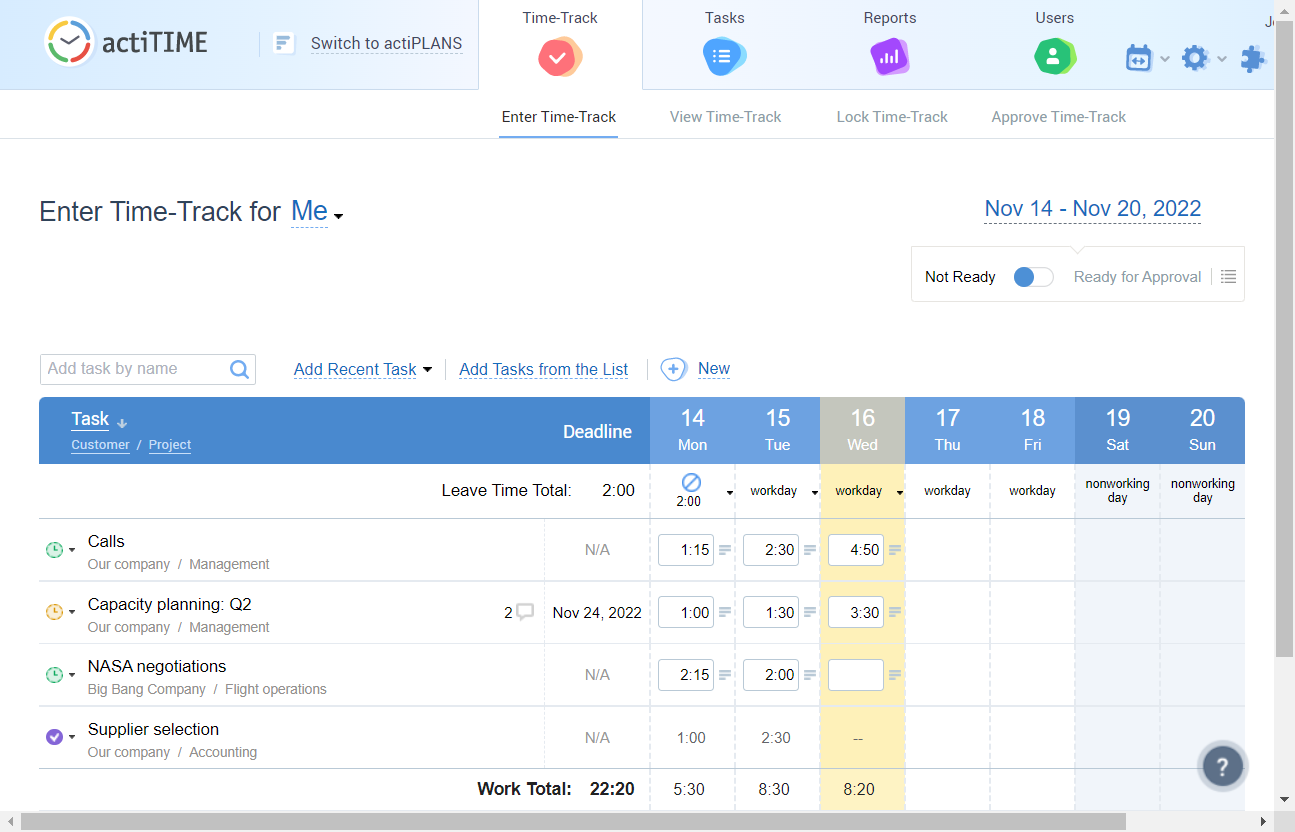 actiTIME
Switch to actiPLANS
Time-Track
Tasks
Reports
Users
Enter Time-Track
View Time-Track
Lock Time-Track
Approve Time-Track
Enter Time-Track for Me
Nov 14 - Nov 20, 2022
Not Ready
Ready for Approval
Add task by name
Add Recent Task
Add Tasks from the List
New
Task
Customer / Project
Deadline
14 Mon
15 Tue
16 Wed
17 Thu
18 Fri
19 Sat
20 Sun
Leave Time Total: 2:00
2:00
workday
workday
workday
workday
nonworking day
nonworking day
Calls
Our company / Management
N/A 1:15 2:30 4:50
Capacity planning: Q2
Our company / Management
2 Nov 24, 2022 1:00 1:30 3:30
NASA negotiations
Big Bang Company / Flight operations
N/A 2:15 2:00
Supplier selection
Our company / Accounting
N/A 1:00 2:30 --
Work Total: 22:20 5:30 8:30 8:20
?